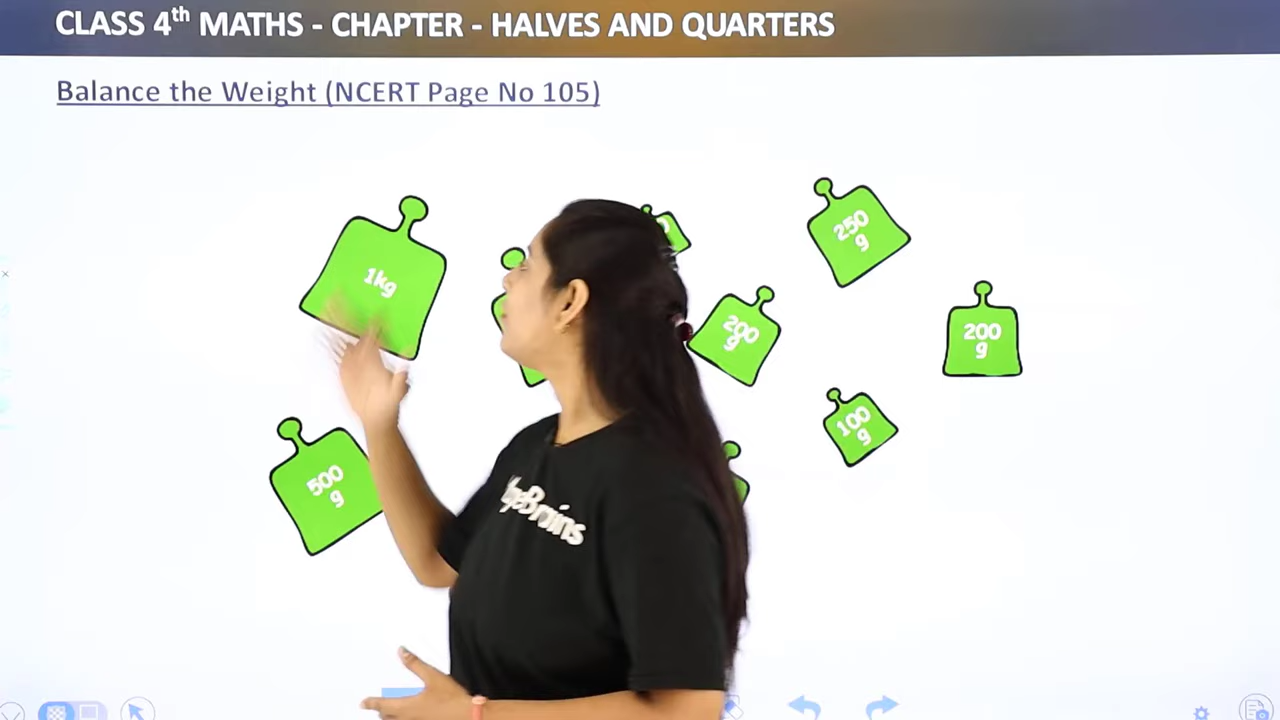 CLASS 4th MATHS - CHAPTER - HALVES AND QUARTERS
Balance the Weight (NCERT Page No 105)
1kg
250
g
200
g
200
g
100
g
500
g